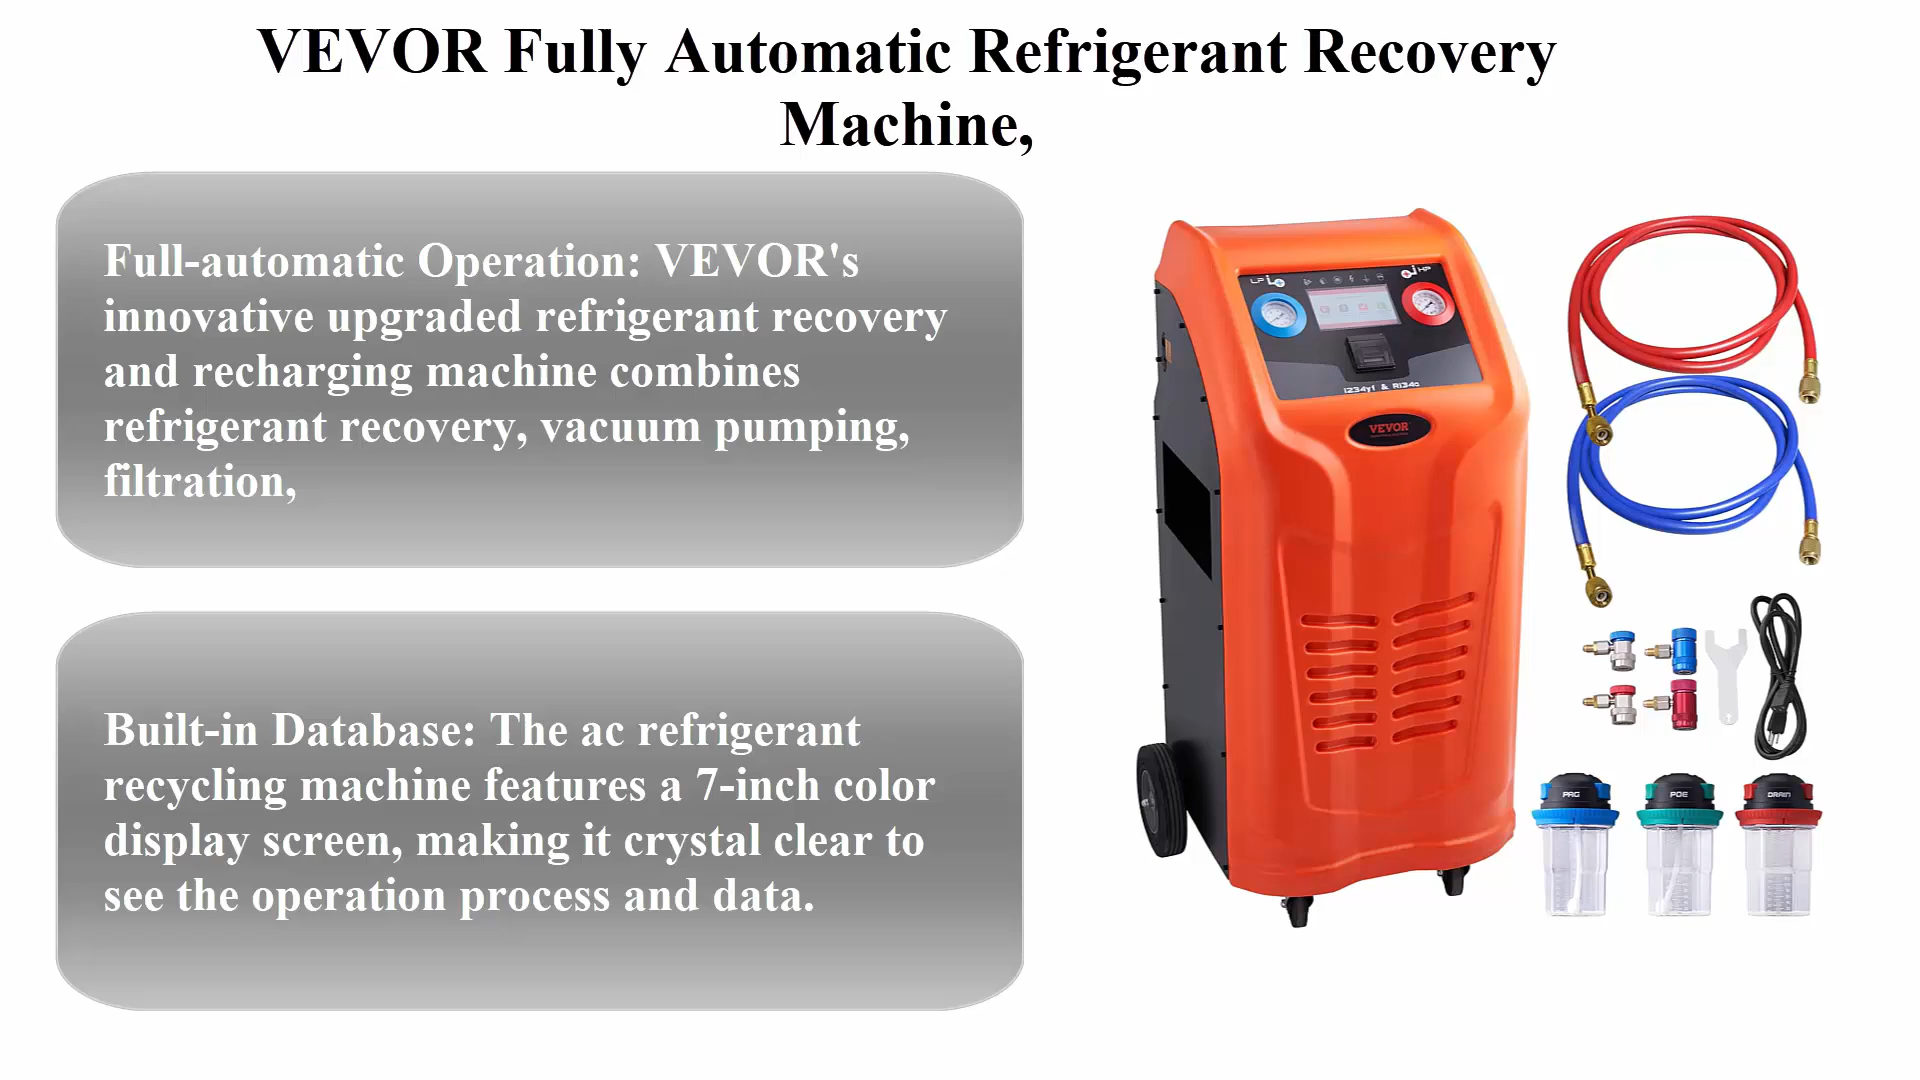 VEVOR Fully Automatic Refrigerant Recovery
Machine,
Full-automatic Operation: VEVOR's
innovative upgraded refrigerant recovery
and recharging machine combines
refrigerant recovery, vacuum pumping,
filtration,
Built-in Database: The ac refrigerant
recycling machine features a 7-inch color
display screen, making it crystal clear to
see the operation process and data.
LP
HP
1234yf & R134a
VEVOR
PAG
POE
DRAIN